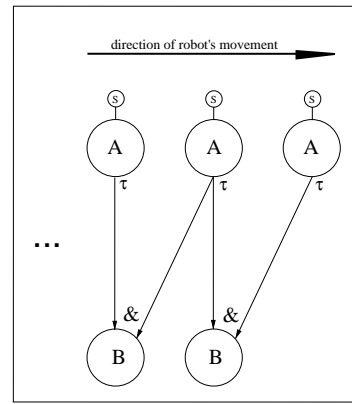 direction of robot's movement
S S S
A A A
τ τ τ
...
& &
B B